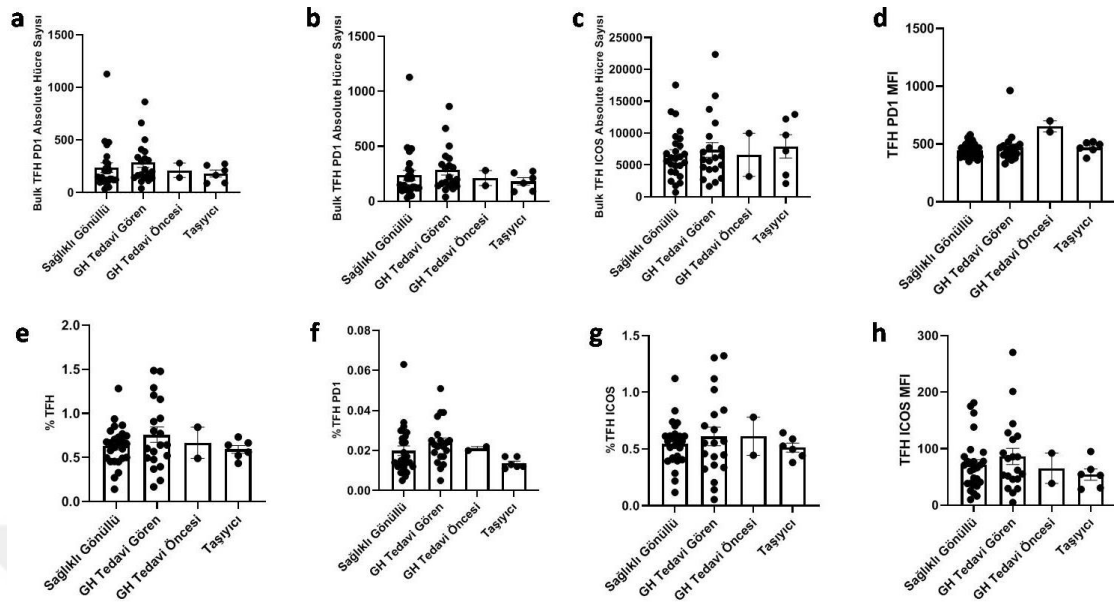 a
Bulk TFH PD1 Absolute Hücre Sayısı
1500
1000
500
0
Sağlıklı Gönüllü
GH Tedavi Gören
GH Tedavi Öncesi
Taşıyıcı
b
Bulk TFH PD1 Absolute Hücre Sayısı
1500
1000
500
0
Sağlıklı Gönüllü
GH Tedavi Gören
GH Tedavi Öncesi
Taşıyıcı
c
Bulk TFH ICOS Absolute Hücre Sayısı
25000
20000
15000
10000
5000
0
Sağlıklı Gönüllü
GH Tedavi Gören
GH Tedavi Öncesi
Taşıyıcı
d
TFH PD1 MFI
1500
1000
500
0
Sağlıklı Gönüllü
GH Tedavi Gören
GH Tedavi Öncesi
Taşıyıcı
e
%TFH
2.0
1.5
1.0
0.5
0.0
Sağlıklı Gönüllü
GH Tedavi Gören
GH Tedavi Öncesi
Taşıyıcı
f
%TFH PD1
0.08
0.06
0.04
0.02
0.00
Sağlıklı Gönüllü
GH Tedavi Gören
GH Tedavi Öncesi
Taşıyıcı
g
%TFH ICOS
1.5
1.0
0.5
0.0
Sağlıklı Gönüllü
GH Tedavi Gören
GH Tedavi Öncesi
Taşıyıcı
h
TFH ICOS MFI
300
200
100
0
Sağlıklı Gönüllü
GH Tedavi Gören
GH Tedavi Öncesi
Taşıyıcı